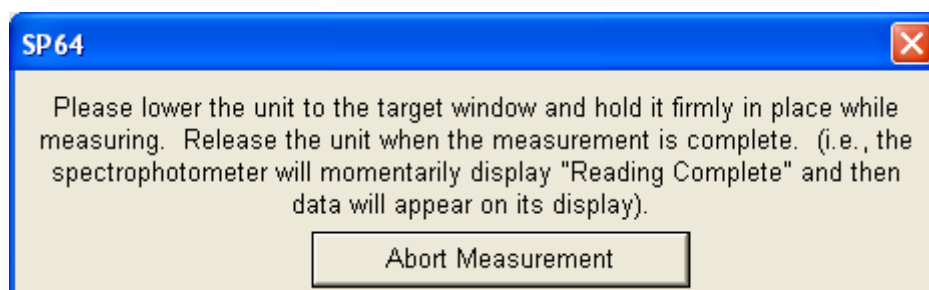 SP64
Please lower the unit to the target window and hold it firmly in place while
measuring. Release the unit when the measurement is complete. (i.e., the
spectrophotometer will momentarily display "Reading Complete" and then
data will appear on its display).
Abort Measurement